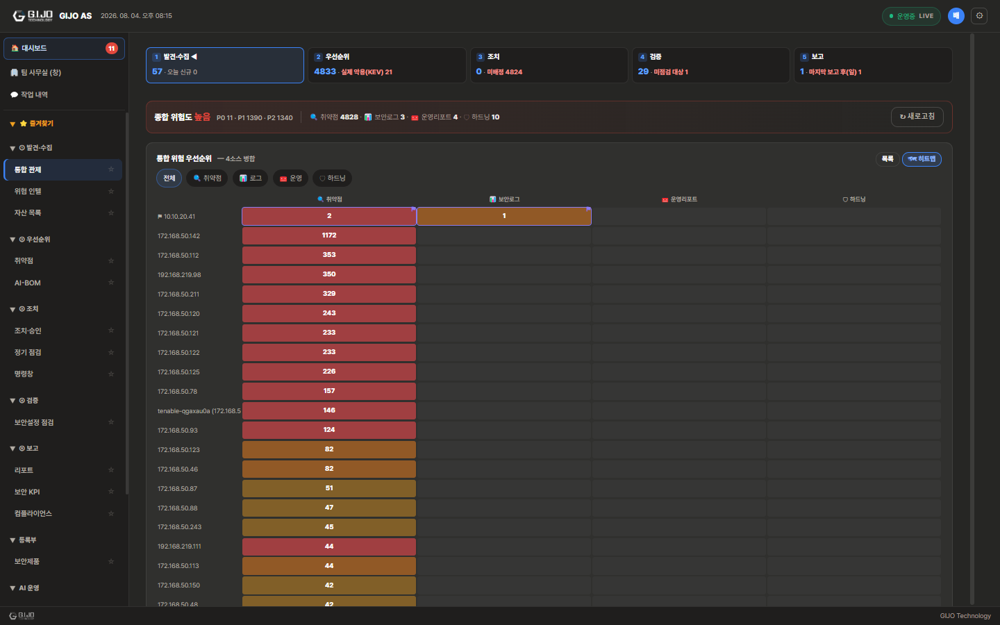 GIJO TECHNOLOGY GIJO AS 2026. 08. 04. 오후 08:15
운영중 LIVE
대시보드 11
팀 사무실 (창)
작업 내역
즐겨찾기
① 발견·수집
통합 관제
위협 인텔
자산 목록
② 우선순위
취약점
AI-BOM
③ 조치
조치·승인
정기 점검
명령창
④ 검증
보안설정 점검
⑤ 보고
리포트
보안 KPI
컴플라이언스
등록부
보안제품
AI 운영
1 발견·수집 ◀
57 · 오늘 신규 0
2 우선순위
4833 · 실제 악용(KEV) 21
3 조치
0 · 미배정 4824
4 검증
29 · 미점검 대상 1
5 보고
1 · 마지막 보고 후(일) 1
종합 위험도 높음 P0 11 · P1 1390 · P2 1340 취약점 4828 · 보안로그 3 · 운영리포트 4 · 하드닝 10
↻ 새로고침
통합 위험 우선순위 — 4소스 병합
목록 히트맵
전체 취약점 로그 운영 하드닝
취약점 보안로그 운영리포트 하드닝
10.10.20.41 2 1
172.168.50.142 1172
172.168.50.112 353
192.168.219.98 350
172.168.50.211 329
172.168.50.120 243
172.168.50.121 233
172.168.50.122 233
172.168.50.125 226
172.168.50.78 157
tenable-qgaxau0a (172.168.5 146
172.168.50.93 124
172.168.50.123 82
172.168.50.46 82
172.168.50.87 51
172.168.50.88 47
172.168.50.243 45
192.168.219.111 44
172.168.50.113 44
172.168.50.150 42
172.168.50.48 42
GIJO TECHNOLOGY
GIJO Technology